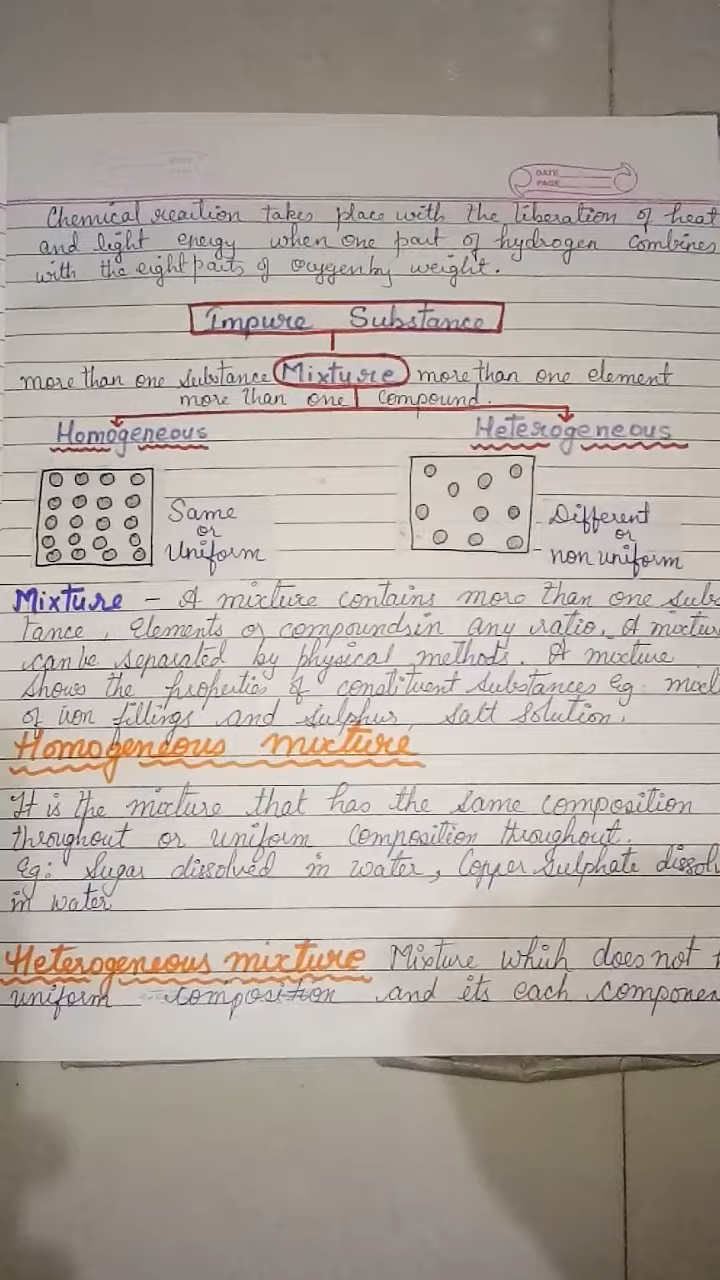 DATE
PAGE
Chemical reaction takes place with the liberation of heat
and light energy when one part of hydrogen combines
with the eight parts of oxygen by weight.
Impure Substance
more than one substance Mixture more than one element
more than one compound.
Homogeneous Heterogeneous
Same
or
Uniform
Different
or
non uniform
Mixture - A mixture contains more than one subs
tance, elements or compounds in any ratio. A mixture
can be separated by physical methods. A mixture
shows the properties of constituent substances eg:
of iron fillings and sulphur, salt solution.
Homogeneous mixture
It is the mixture that has the same composition
throughout or uniform composition throughout.
Eg: Sugar dissolved in water, Copper Sulphate dissol
in water
Heterogeneous mixture Mixture which does not
uniform composition and its each componen